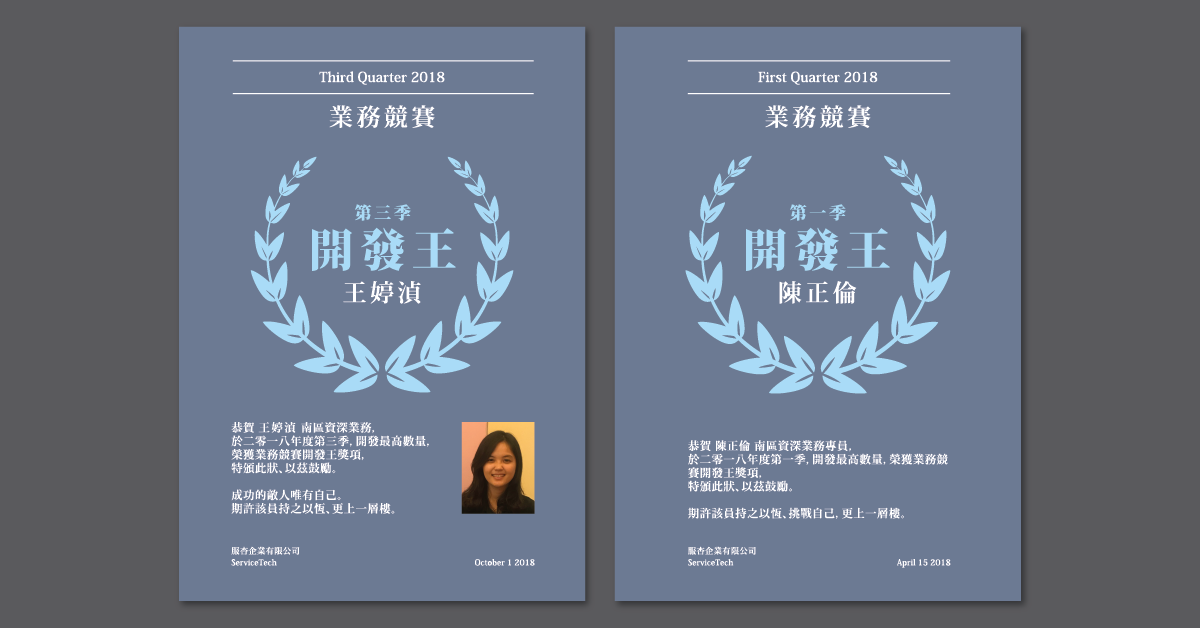 Third Quarter 2018
業務競賽
第三季
開發王
王婷湞
恭賀 王婷湞 南區資深業務,
於二零一八年度第三季, 開發最高數量,
榮獲業務競賽開發王獎項,
特頒此狀、以茲鼓勵。
成功的敵人唯有自己。
期許該員持之以恆、更上一層樓。
服杏企業有限公司
ServiceTech
October 1 2018
First Quarter 2018
業務競賽
第一季
開發王
陳正倫
恭賀 陳正倫 南區資深業務專員,
於二零一八年度第一季, 開發最高數量, 榮獲業務競
賽開發王獎項,
特頒此狀、以茲鼓勵。
期許該員持之以恆、挑戰自己, 更上一層樓。
服杏企業有限公司
ServiceTech
April 15 2018